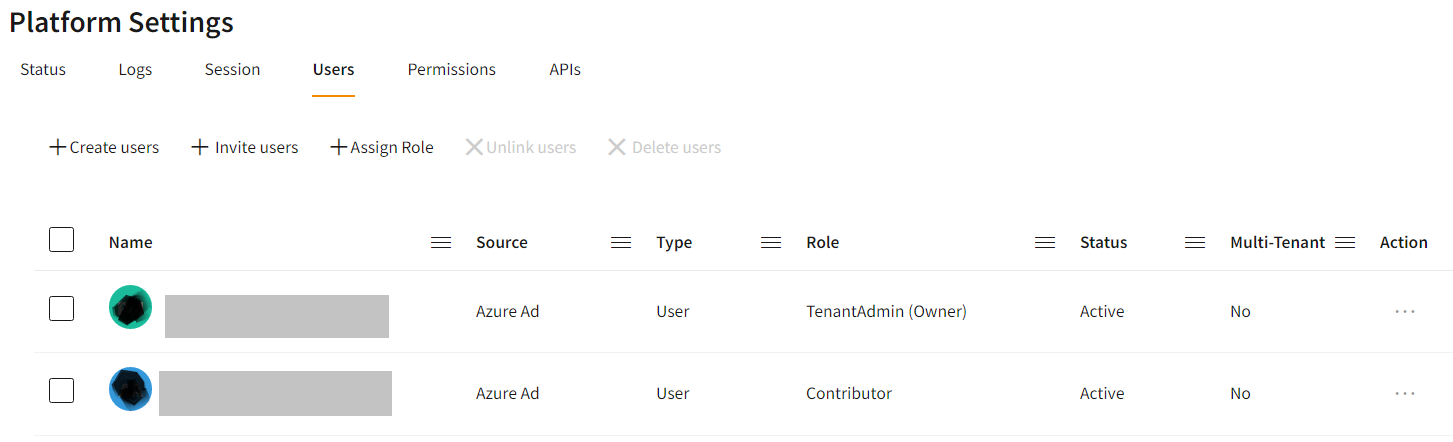 Platform Settings
Status Logs Session Users Permissions APIs
Create users Invite users Assign Role Unlink users Delete users
Name Source Type Role Status Multi-Tenant Action
Azure Ad User TenantAdmin (Owner) Active No ...
Azure Ad User Contributor Active No ...